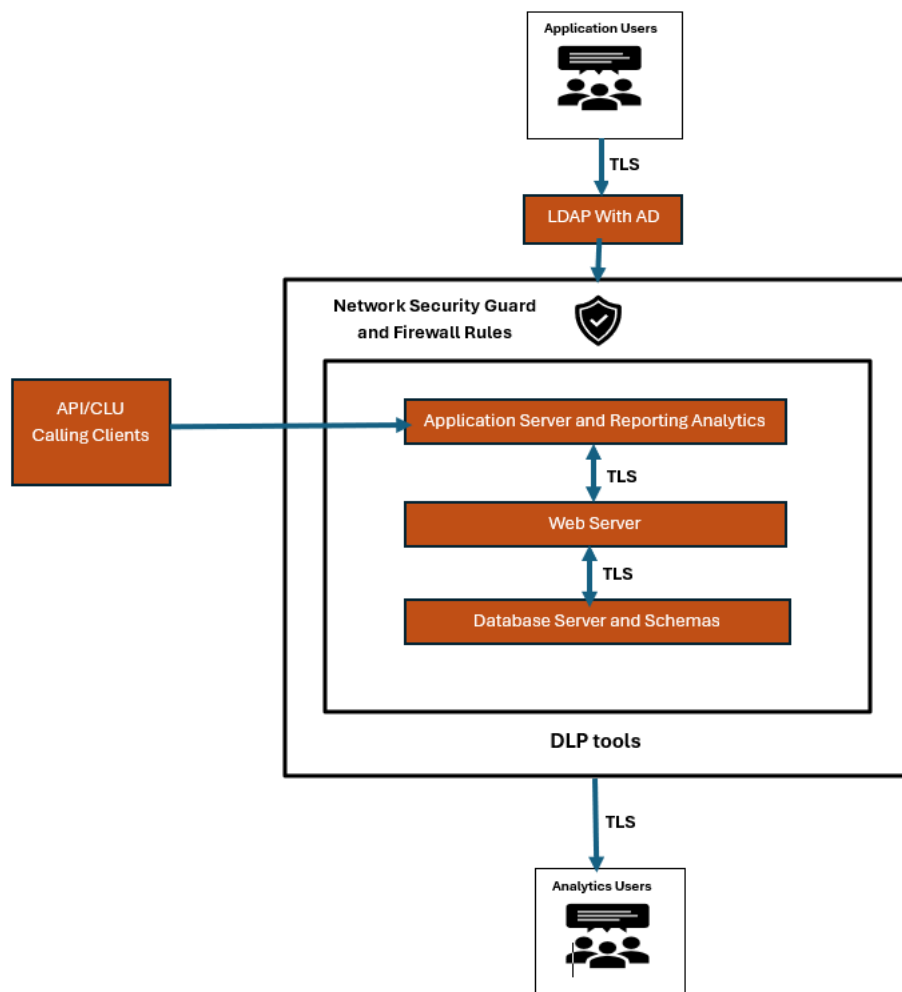 Application Users
TLS
LDAP With AD
Network Security Guard
and Firewall Rules
API/CLU
Calling Clients
Application Server and Reporting Analytics
TLS
Web Server
TLS
Database Server and Schemas
DLP tools
TLS
Analytics Users